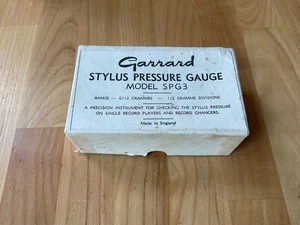 Garrard
STYLUS PRESSURE GAUGE
MODEL SPG3
RANGE — 0/12 GRAMMES — 1/2 GRAMME DIVISIONS
A PRECISION INSTRUMENT FOR CHECKING THE STYLUS PRESSURE
ON SINGLE RECORD PLAYERS AND RECORD CHANGERS.
Made in England